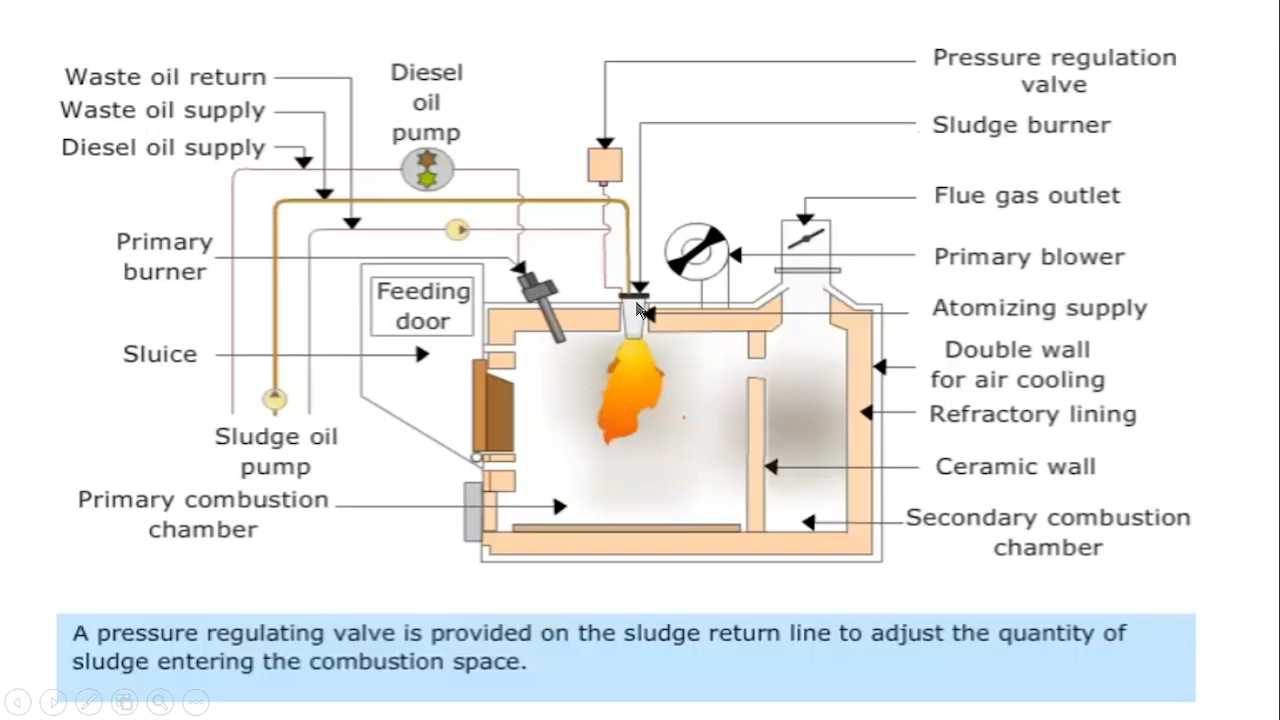 Waste oil return
Waste oil supply
Diesel oil supply
Diesel
oil
pump
Primary
burner
Feeding
door
Sluice
Sludge oil
pump
Primary combustion
chamber
Pressure regulation
valve
Sludge burner
Flue gas outlet
Primary blower
Atomizing supply
Double wall
for air cooling
Refractory lining
Ceramic wall
Secondary combustion
chamber
A pressure regulating valve is provided on the sludge return line to adjust the quantity of
sludge entering the combustion space.